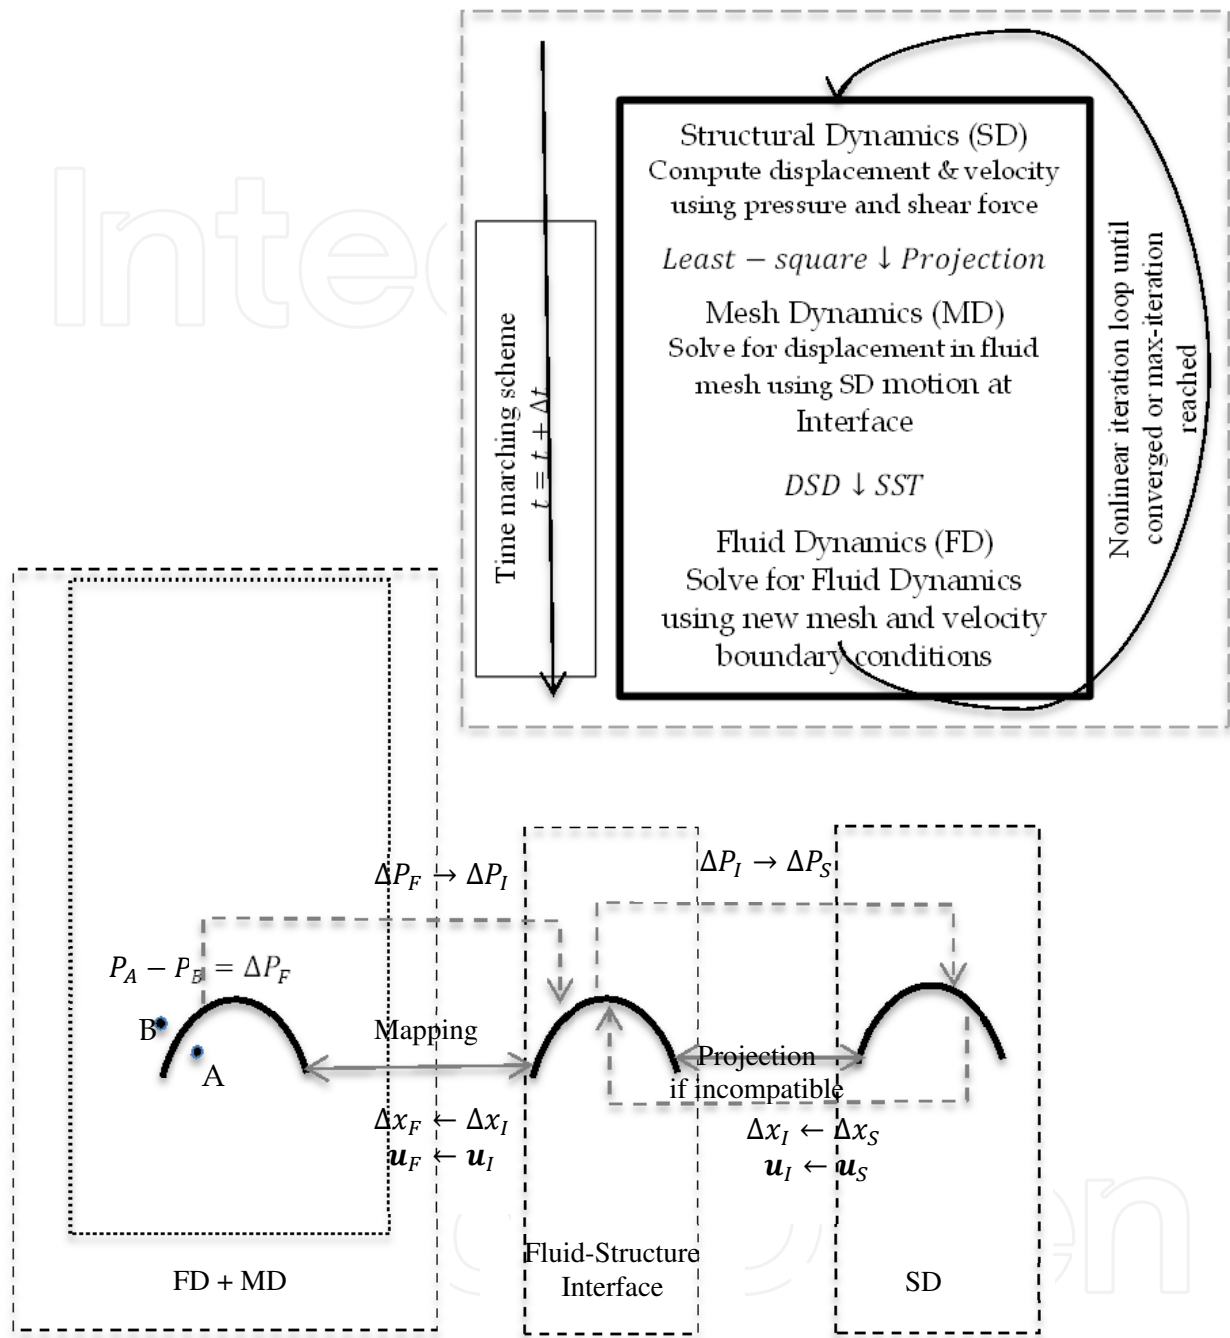 Structural Dynamics (SD)
Compute displacement & velocity
using pressure and shear force
Least − square ↓ Projection
Mesh Dynamics (MD)
Solve for displacement in fluid
mesh using SD motion at
Interface
DSD ↓ SST
Fluid Dynamics (FD)
Solve for Fluid Dynamics
using new mesh and velocity
boundary conditions
Time marching scheme
t = t + Δt
Nonlinear iteration loop until
converged or max-iteration
reached
ΔP_F → ΔP_I
ΔP_I → ΔP_S
P_A − P_B = ΔP_F
B
A
Mapping
Projection
if incompatible
Δx_F ← Δx_I
u_F ← u_I
Δx_I ← Δx_S
u_I ← u_S
FD + MD
Fluid-Structure
Interface
SD